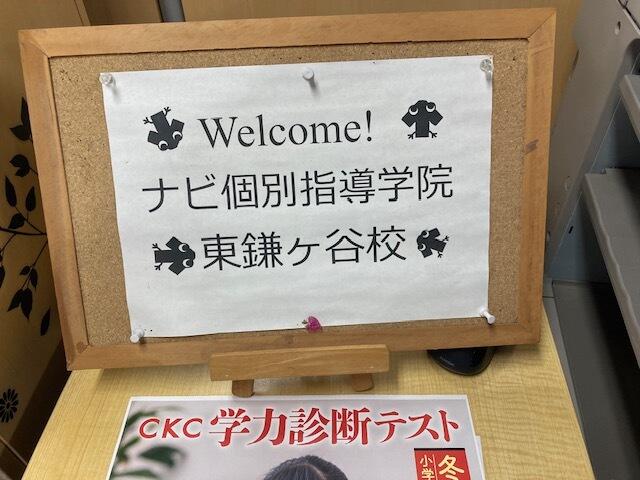 Welcome!
ナビ個別指導学院
東鎌ヶ谷校
CKC 学力診断テスト
冬
小学